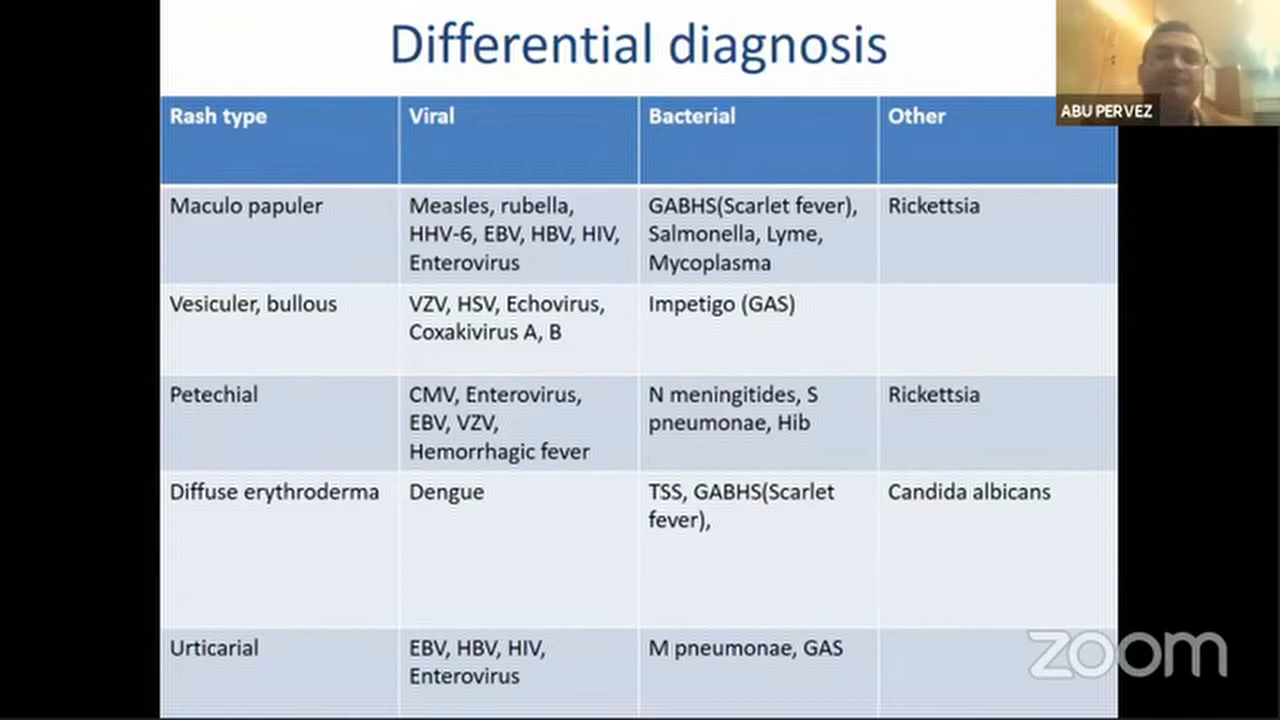 Differential diagnosis
ABU PERVEZ
Rash type
Viral
Bacterial
Other
Maculo papuler
Measles, rubella,
HHV-6, EBV, HBV, HIV,
Enterovirus
GABHS(Scarlet fever),
Salmonella, Lyme,
Mycoplasma
Rickettsia
Vesiculer, bullous
VZV, HSV, Echovirus,
Coxakivirus A, B
Impetigo (GAS)
Petechial
CMV, Enterovirus,
EBV, VZV,
Hemorrhagic fever
N meningitides, S
pneumonae, Hib
Rickettsia
Diffuse erythroderma
Dengue
TSS, GABHS(Scarlet
fever),
Candida albicans
Urticarial
EBV, HBV, HIV,
Enterovirus
M pneumonae, GAS
zoom